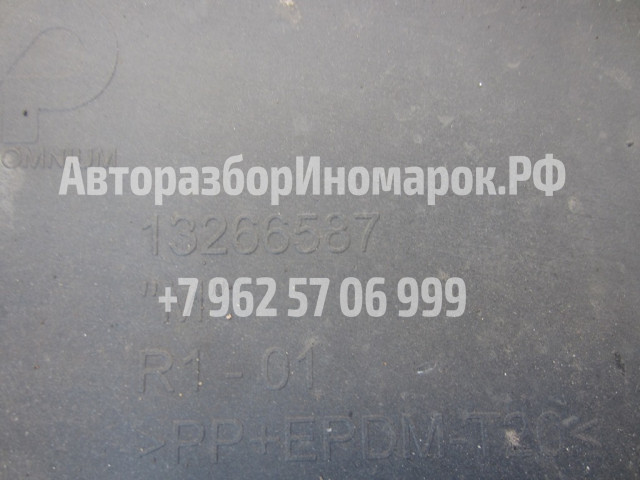 OMNIUM
АвторазборИномарок.РФ
13266587
+7 962 57 06 999
R1 - 01
>PP+EPDM-T20<